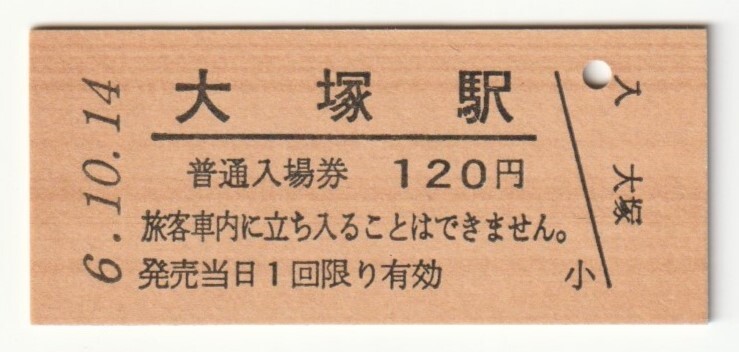 6.10.14
大塚駅
普通入場券 120円
旅客車内に立ち入ることはできません。
発売当日1回限り有効
小
入
大塚